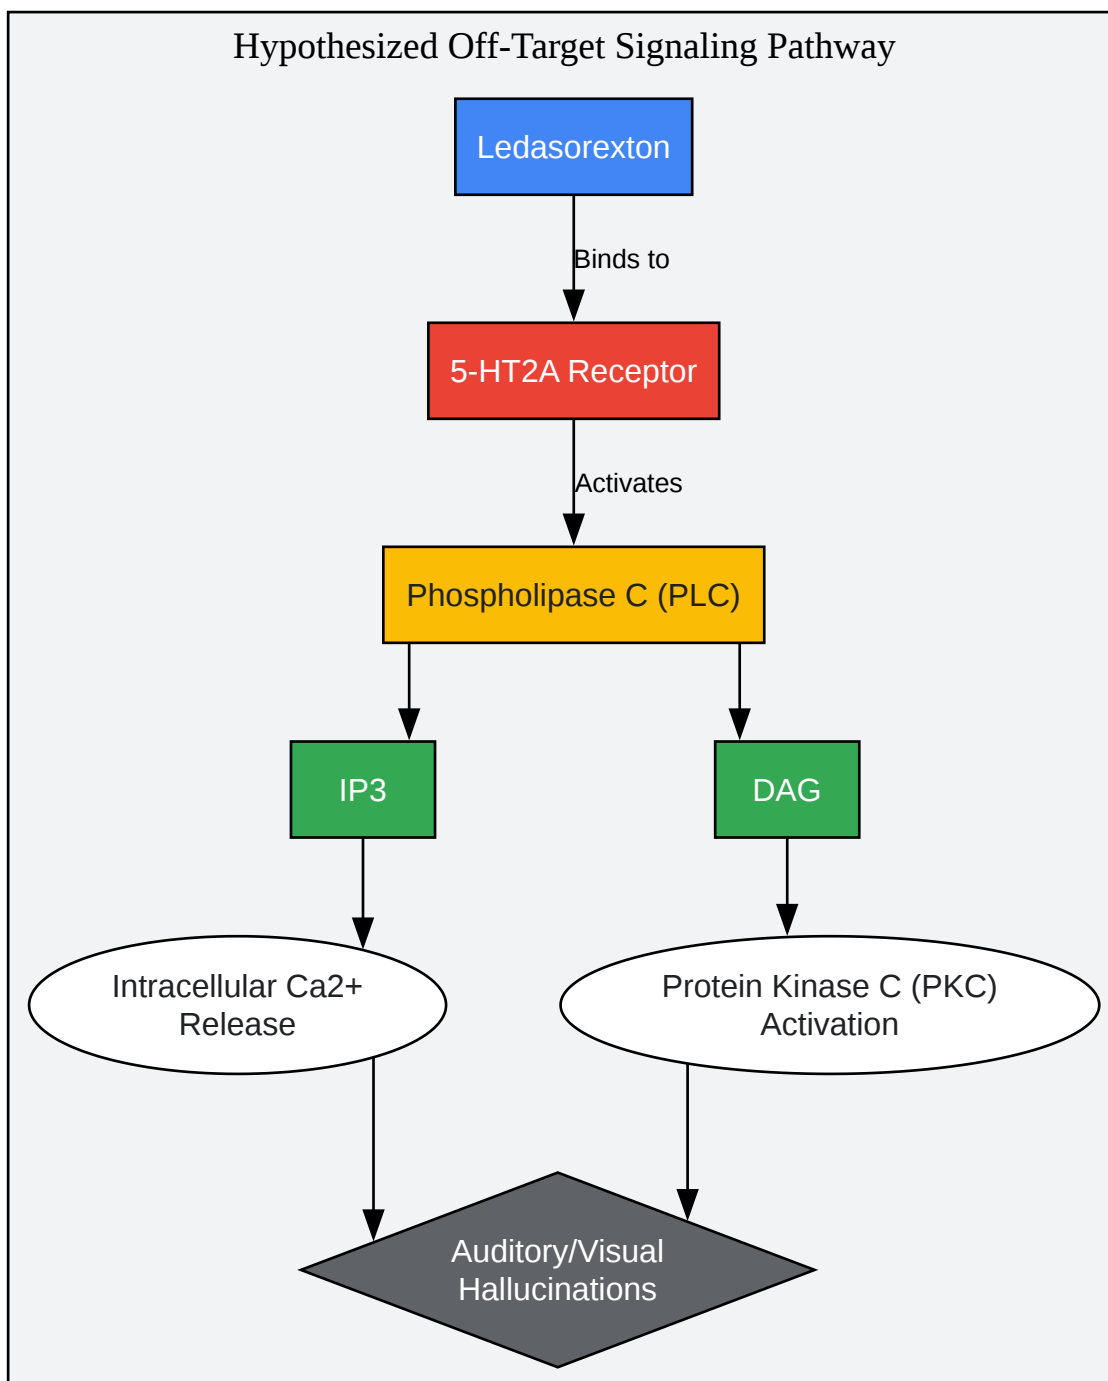 Hypothesized Off-Target Signaling Pathway
Ledasorexton
Binds to
5-HT2A Receptor
Activates
Phospholipase C (PLC)
IP3
DAG
Intracellular Ca2+
Release
Protein Kinase C (PKC)
Activation
Auditory/Visual
Hallucinations